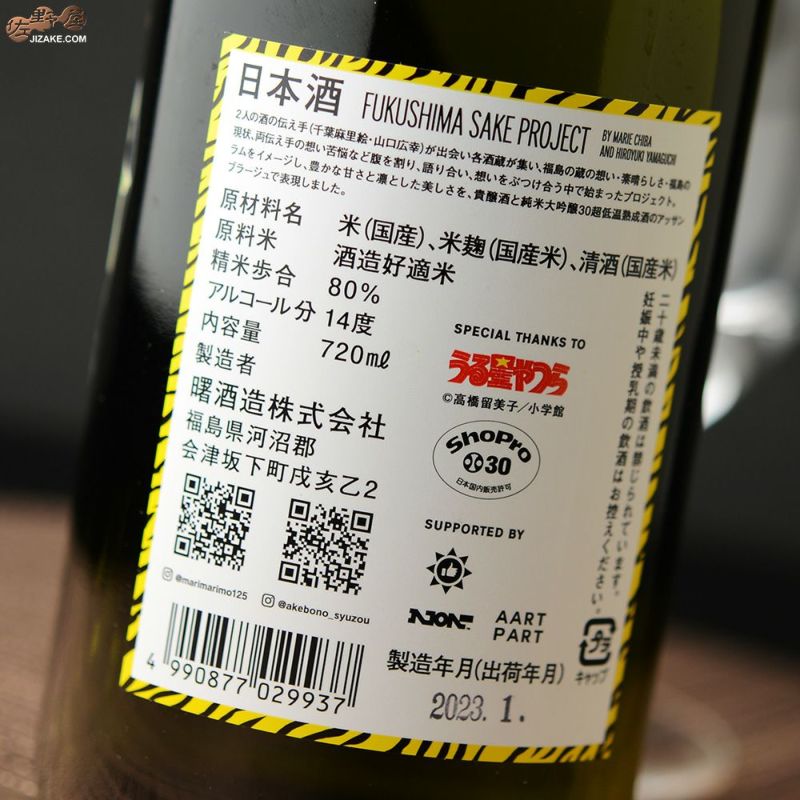 佐野屋
JIZAKE.COM
日本酒 FUKUSHIMA SAKE PROJECT BY MARIE CHIBA
AND HIROYUKI YAMAGUCHI
2人の酒の伝え手(千葉麻里絵・山口広幸)が出会い各酒蔵が集い、福島の蔵の想い・素晴らしさ・福島の
現状、両伝え手の想い苦悩など腹を割り、語り合い、想いをぶつけ合う中で始まったプロジェクト。
ラムをイメージし、豊かな甘さと凛とした美しさを、貴醸酒と純米大吟醸30超低温熟成酒のアッサン
ブラージュで表現しました。
原材料名 米(国産)、米麹(国産米)、清酒(国産米)
原料米 酒造好適米
精米歩合 80%
アルコール分 14度
内容量 720mℓ
製造者
曙酒造株式会社
福島県河沼郡
会津坂下町戌亥乙2
@marimarimo125
@akebono_syuzou
4 990877 029937
SPECIAL THANKS TO
うる星やつら
©高橋留美子/小学館
ShoPro
30
日本国内販売許可
SUPPORTED BY
AART
PART
製造年月(出荷年月)
2023.1.
二十歳未満の飲酒は禁じられています。
妊娠中や授乳期の飲酒はお控えください。
プラ
キャップ